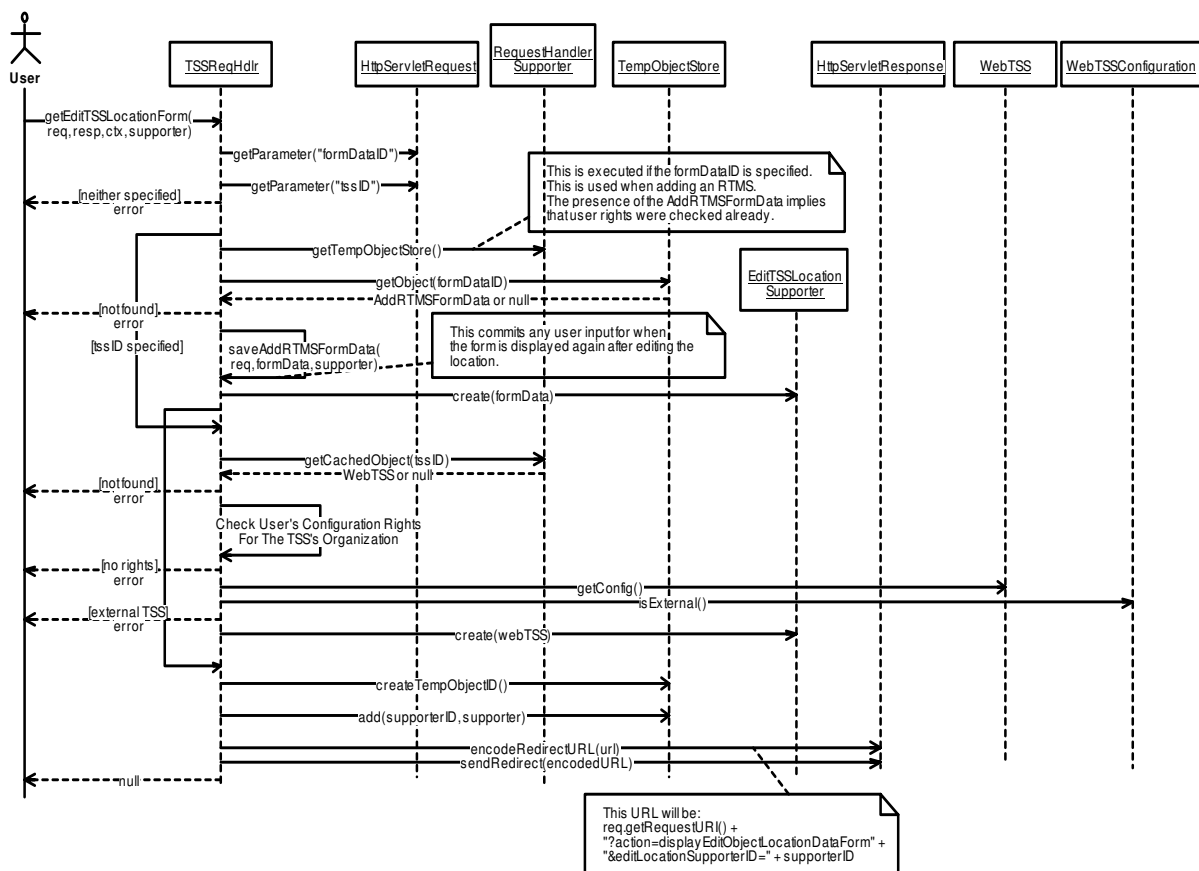 User
TSSReqHdlr
HttpServletRequest
RequestHandler
Supporter
TempObjectStore
HttpServletResponse
WebTSS
WebTSSConfiguration
getEditTSSLocationForm(
req,resp,ctx,supporter)
getParameter("formDataID")
getParameter("tssID")
[neither specified]
error
This is executed if the formDataID is specified.
This is used when adding an RTMS.
The presence of the AddRTMSFormData implies
that user rights were checked already.
getTempObjectStore()
EditTSSLocation
Supporter
getObject(formDataID)
AddRTMSFormData or null
[not found]
error
[tssID specified]
saveAddRTMSFormData(
req,formData,supporter)
This commits any user input for when
the form is displayed again after editing the
location.
create(formData)
getCachedObject(tssID)
WebTSS or null
[not found]
error
Check User's Configuration Rights
For The TSS's Organization
[no rights]
error
getConfig()
isExternal()
[external TSS]
error
create(webTSS)
createTempObjectID()
add(supporterID,supporter)
encodeRedirectURL(url)
sendRedirect(encodedURL)
null
This URL will be:
req.getRequestURI() +
"?action=displayEditObjectLocationDataForm" +
"&editLocationSupporterID=" + supporterID